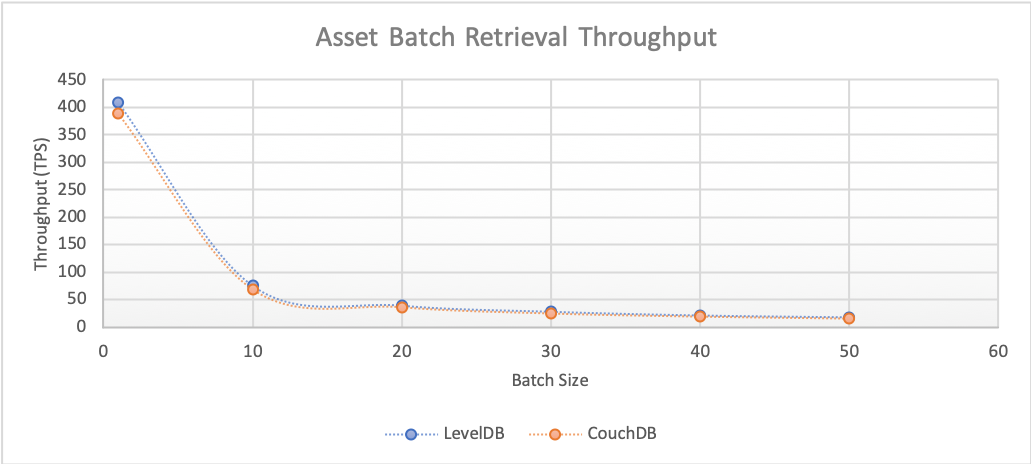 Asset Batch Retrieval Throughput
Throughput (TPS)
450
400
350
300
250
200
150
100
50
0
0 10 20 30 40 50 60
Batch Size
LevelDB CouchDB